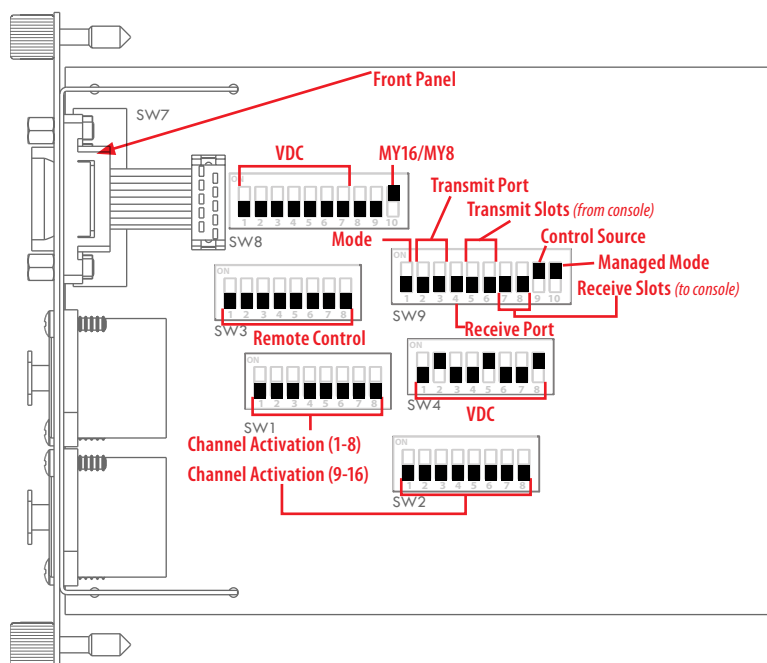 Front Panel
SW7
VDC
MY16/MY8
ON
1 2 3 4 5 6 7 8 9 10
SW8
Transmit Port
Transmit Slots (from console)
Mode
Control Source
Managed Mode
Receive Slots (to console)
ON
1 2 3 4 5 6 7 8 9 10
SW9
Receive Port
ON
1 2 3 4 5 6 7 8
SW3
Remote Control
ON
1 2 3 4 5 6 7 8
SW1
ON
1 2 3 4 5 6 7 8
SW4
VDC
Channel Activation (1-8)
Channel Activation (9-16)
ON
1 2 3 4 5 6 7 8
SW2